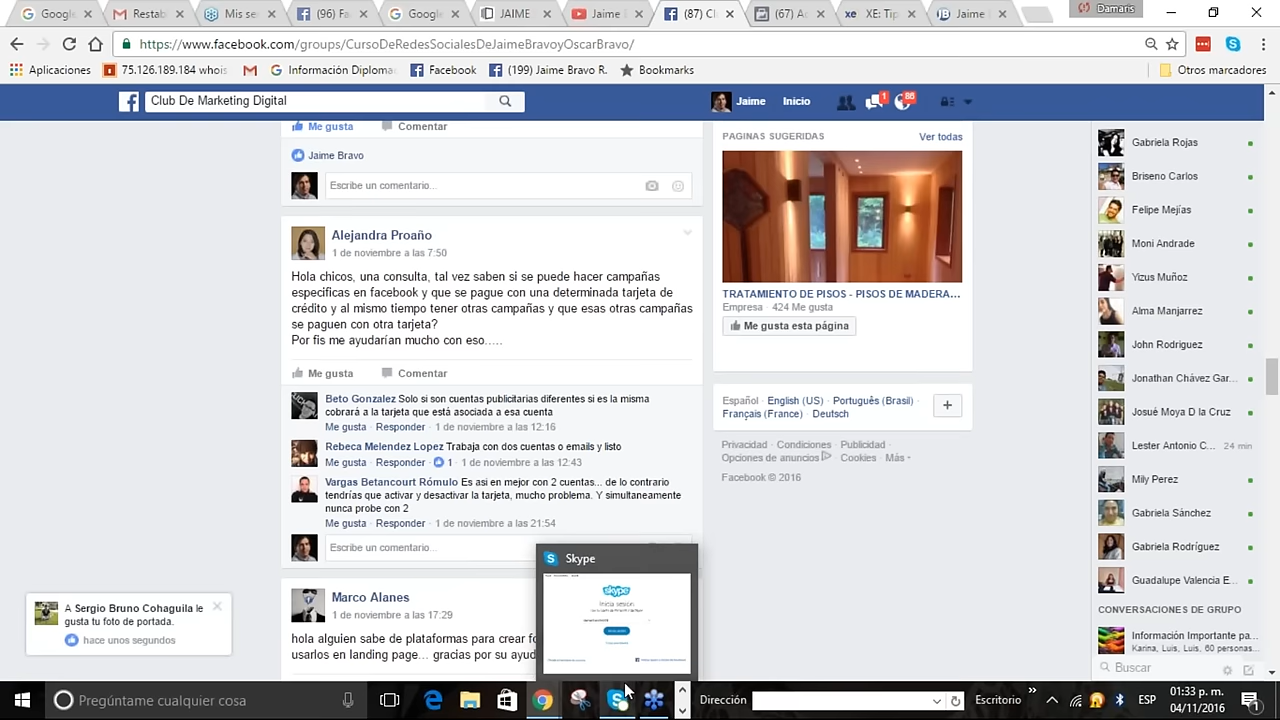 Googl
Restabl
Mis ser
(96) Fa
Google
JAIME
Jaime B
(87) Cl
(67) Ac
XE: Tip
Jaime
Damaris
https://www.facebook.com/groups/CursoDeRedesSocialesDeJaimeBravoyOscarBravo/
Aplicaciones
75.126.189.184 whois
Información Diploma
Facebook
(199) Jaime Bravo R.
Bookmarks
Otros marcadores
Club De Marketing Digital
Jaime
Inicio
1
86
Me gusta
Comentar
Jaime Bravo
Escribe un comentario...
Alejandra Proaño
1 de noviembre a las 7:50
Hola chicos, una consulta, tal vez saben si se puede hacer campañas
especificas en facebook y que se pague con una determinada tarjeta de
crédito y al mismo tiempo tener otras campañas y que esas otras campañas
se paguen con otra tarjeta?
Por fis me ayudarían mucho con eso.....
Me gusta
Comentar
Beto Gonzalez Solo si son cuentas publicitarias diferentes si es la misma
cobrará a la tarjeta que está asociada a esa cuenta
Me gusta · Responder · 1 de noviembre a las 12:16
Rebeca Melendez Lopez Trabaja con dos cuentas o emails y listo
Me gusta · Responder · 1 · 1 de noviembre a las 12:43
Vargas Betancourt Rómulo Es asi en mejor con 2 cuentas... de lo contrario
tendrías que activar y desactivar la tarjeta, mucho problema. Y simultaneamente
nunca probe con 2
Me gusta · Responder · 1 de noviembre a las 21:54
Escribe un comentario...
Marco Alanes
1 de noviembre a las 17:29
hola alguien sabe de plataformas para crear fo
usarlos en landing page... gracias por su ayud
PAGINAS SUGERIDAS
Ver todas
TRATAMIENTO DE PISOS - PISOS DE MADERA...
Empresa · 424 Me gusta
Me gusta esta página
Español · English (US) · Português (Brasil) ·
Français (France) · Deutsch
Privacidad · Condiciones · Publicidad ·
Opciones de anuncios · Cookies · Más
Facebook © 2016
Gabriela Rojas
Briseno Carlos
Felipe Mejías
Moni Andrade
Yizus Muñoz
Alma Manjarrez
John Rodriguez
Jonathan Chávez Gar...
Josué Moya D la Cruz
Lester Antonio C... 24 min
Mily Perez
Gabriela Sánchez
Gabriela Rodríguez
Guadalupe Valencia E...
CONVERSACIONES DE GRUPO
Información Importante pa...
Karina, Luis, Luis, 60 personas...
Buscar
A Sergio Bruno Cohaguila le
gusta tu foto de portada.
hace unos segundos
Skype
skype
Inicia sesión
Pregúntame cualquier cosa
Dirección
Escritorio
ESP
01:33 p. m.
04/11/2016
1